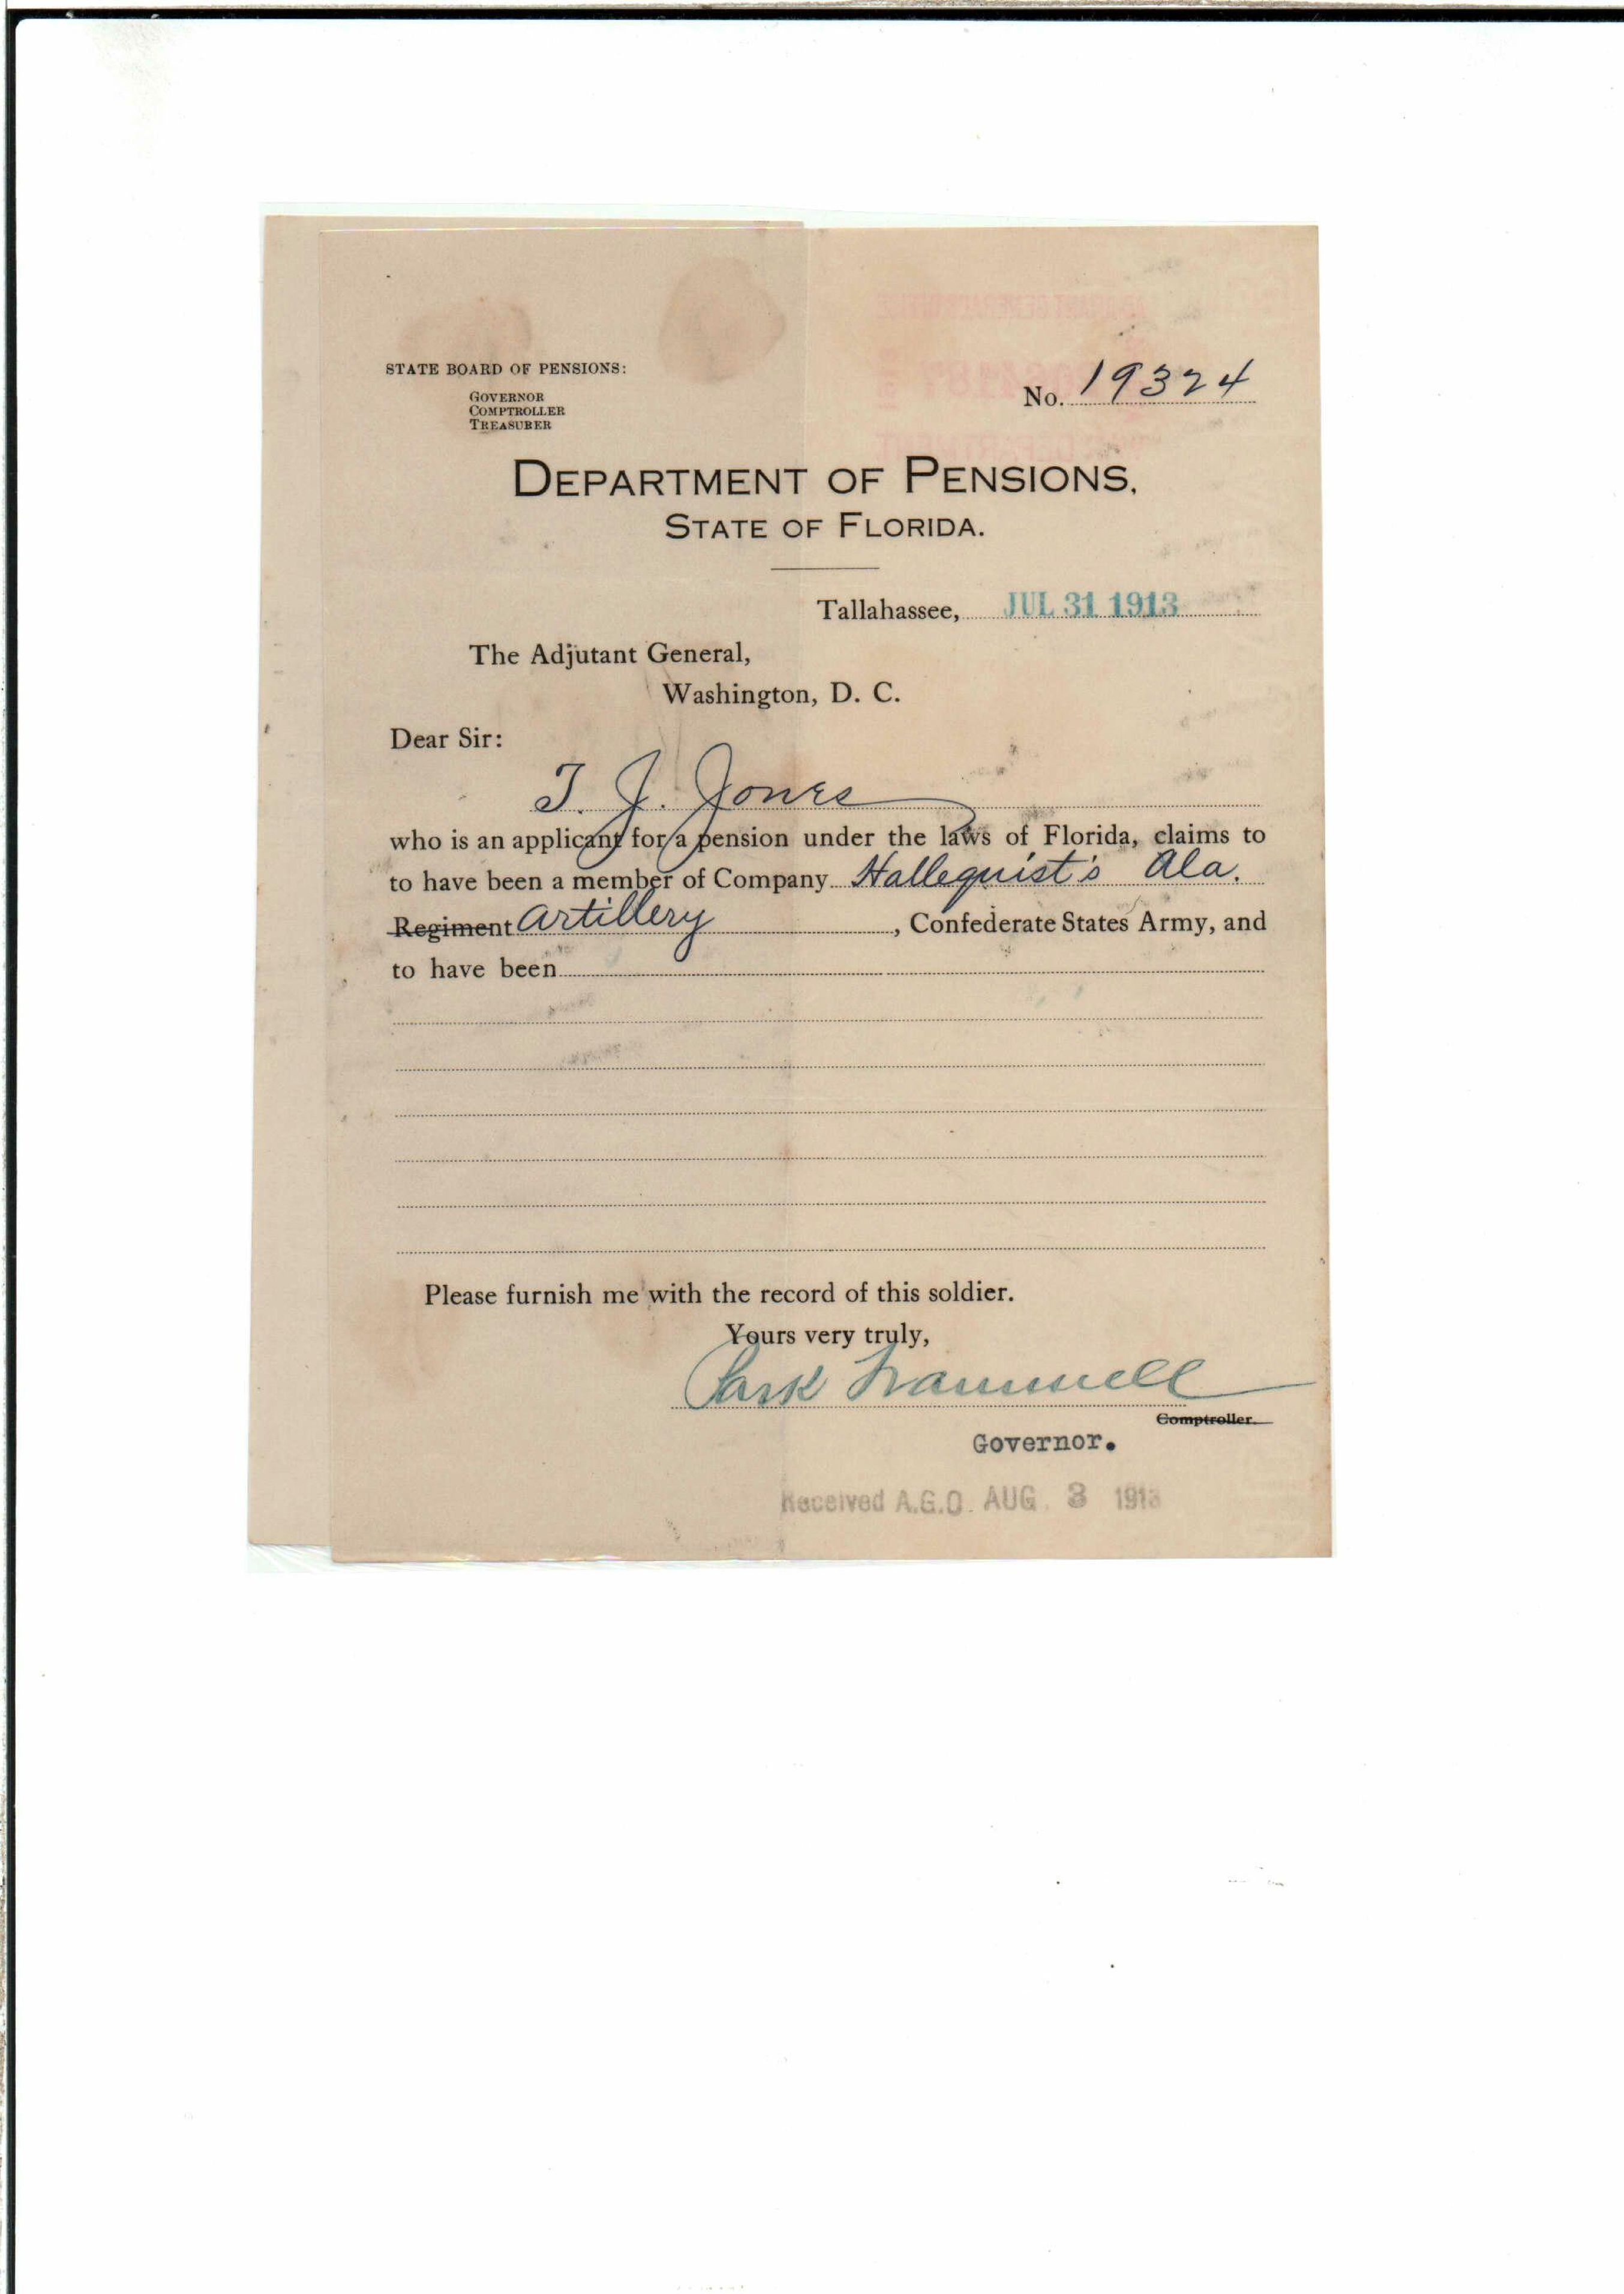 STATE BOARD OF PENSIONS:
GOVERNOR
COMPTROLLER
TREASURER
No. 19324
DEPARTMENT OF PENSIONS,
STATE OF FLORIDA.
Tallahassee, JUL 31 1913
The Adjutant General,
Washington, D. C.
Dear Sir:
T. J. Jones
who is an applicant for a pension under the laws of Florida, claims to
to have been a member of Company Hallequist's Ala.
Regiment Artillery, Confederate States Army, and
to have been
Please furnish me with the record of this soldier.
Yours very truly,
Park Trammell
Comptroller.
Governor.
Received A.G.O. AUG 3 1913